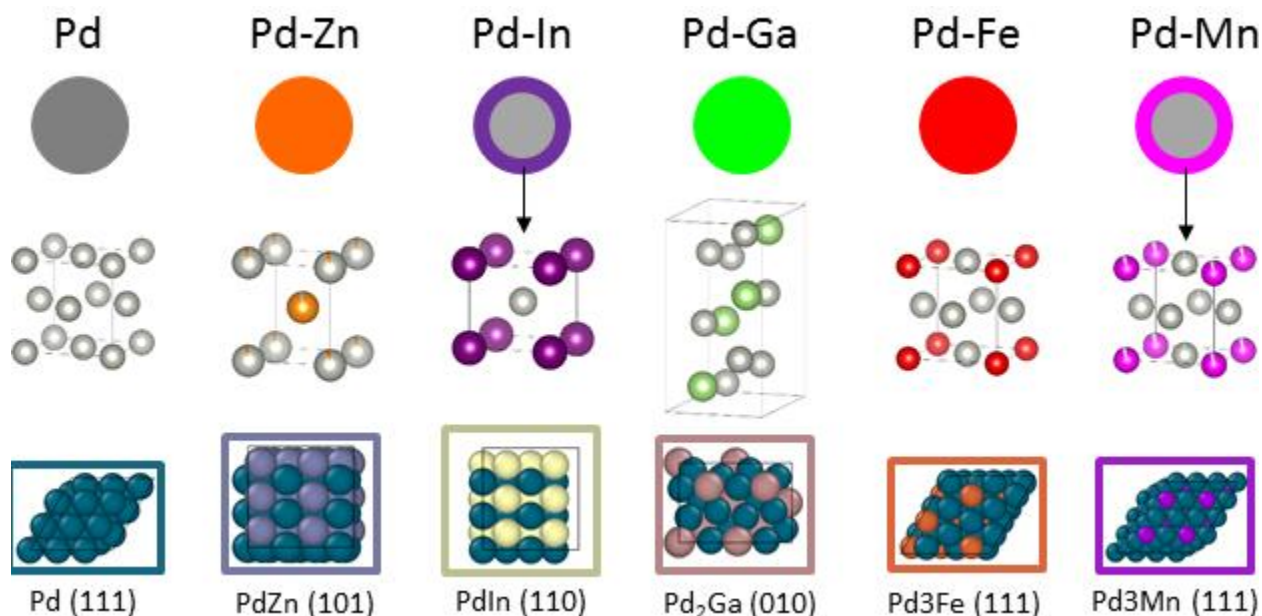 Pd Pd-Zn Pd-In Pd-Ga Pd-Fe Pd-Mn
Pd (111) PdZn (101) PdIn (110) Pd₂Ga (010) Pd3Fe (111) Pd3Mn (111)